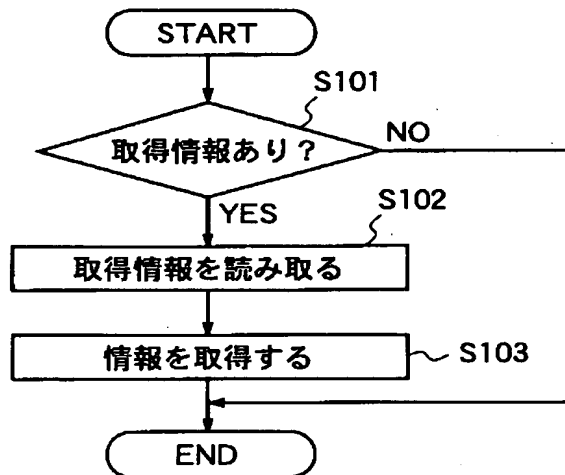 START
S101
取得情報あり?
NO
YES
S102
取得情報を読み取る
情報を取得する
S103
END